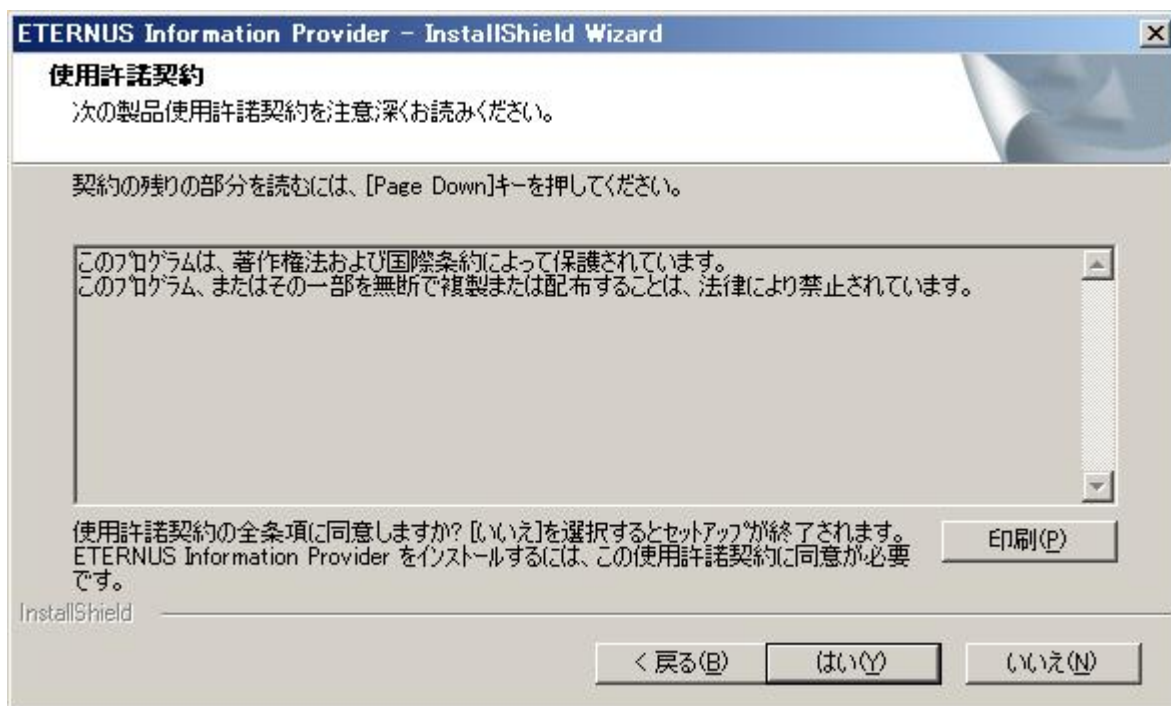 ETERNUS Information Provider - InstallShield Wizard
使用許諾契約
次の製品使用許諾契約を注意深くお読みください。
契約の残りの部分を読むには、[Page Down]キーを押してください。
このプログラムは、著作権法および国際条約によって保護されています。
このプログラム、またはその一部を無断で複製または配布することは、法律により禁止されています。
使用許諾契約の全条項に同意しますか? [いいえ]を選択するとセットアップが終了されます。
ETERNUS Information Provider をインストールするには、この使用許諾契約に同意が必要
です。
印刷(P)
InstallShield
< 戻る(B)
はい(Y)
いいえ(N)